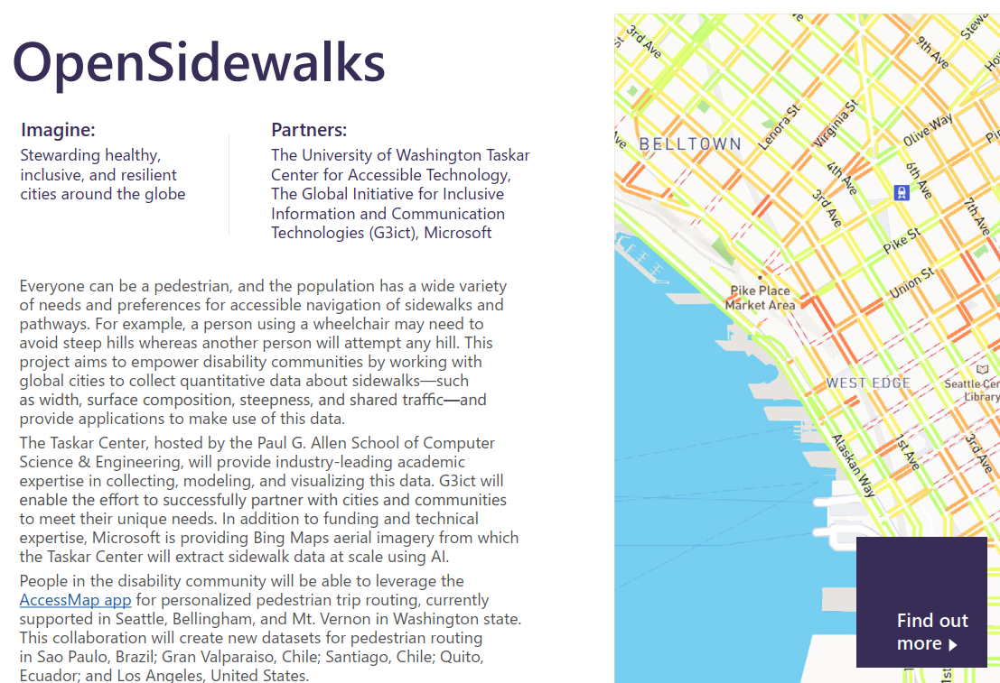 OpenSidewalks
Imagine:
Stewarding healthy,
inclusive, and resilient
cities around the globe
Partners:
The University of Washington Taskar
Center for Accessible Technology,
The Global Initiative for Inclusive
Information and Communication
Technologies (G3ict), Microsoft
Everyone can be a pedestrian, and the population has a wide variety
of needs and preferences for accessible navigation of sidewalks and
pathways. For example, a person using a wheelchair may need to
avoid steep hills whereas another person will attempt any hill. This
project aims to empower disability communities by working with
global cities to collect quantitative data about sidewalks—such
as width, surface composition, steepness, and shared traffic—and
provide applications to make use of this data.
The Taskar Center, hosted by the Paul G. Allen School of Computer
Science & Engineering, will provide industry-leading academic
expertise in collecting, modeling, and visualizing this data. G3ict will
enable the effort to successfully partner with cities and communities
to meet their unique needs. In addition to funding and technical
expertise, Microsoft is providing Bing Maps aerial imagery from which
the Taskar Center will extract sidewalk data at scale using AI.
People in the disability community will be able to leverage the
AccessMap app for personalized pedestrian trip routing, currently
supported in Seattle, Bellingham, and Mt. Vernon in Washington state.
This collaboration will create new datasets for pedestrian routing
in Sao Paulo, Brazil; Gran Valparaiso, Chile; Santiago, Chile; Quito,
Ecuador; and Los Angeles, United States.
3rd Ave
9th Ave
Stewa
Ho
St
ve
Ave
BELLTOWN
Lenora St
Virginia St
Olive Way
Pin
4th Ave
6th Ave
3rd Ave
7th Ave
Pike St
Union St
Pike Place
Market Area
WEST EDGE
Seattle Cen
Library
Alaskan Way
1st Ave
3rd Ave
Find out
more
1st